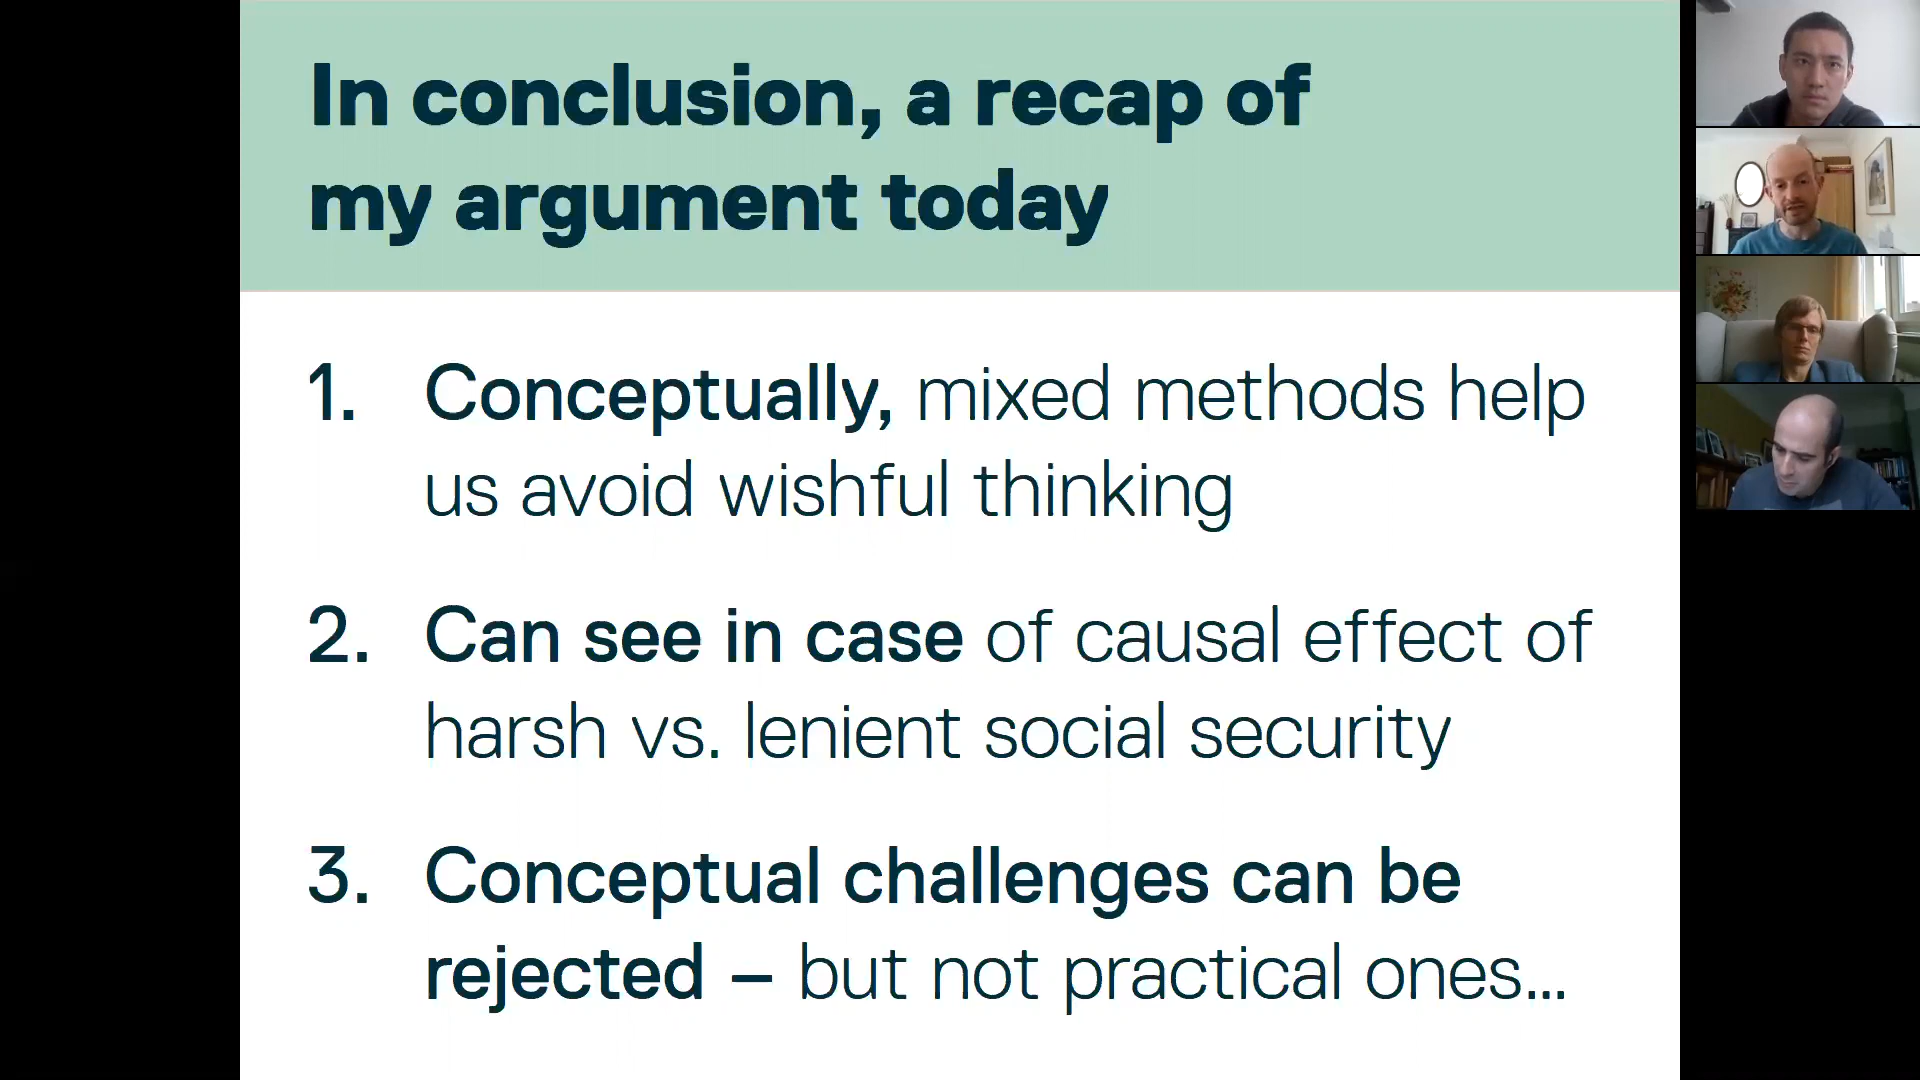 In conclusion, a recap of
my argument today
1. Conceptually, mixed methods help
us avoid wishful thinking
2. Can see in case of causal effect of
harsh vs. lenient social security
3. Conceptual challenges can be
rejected – but not practical ones...